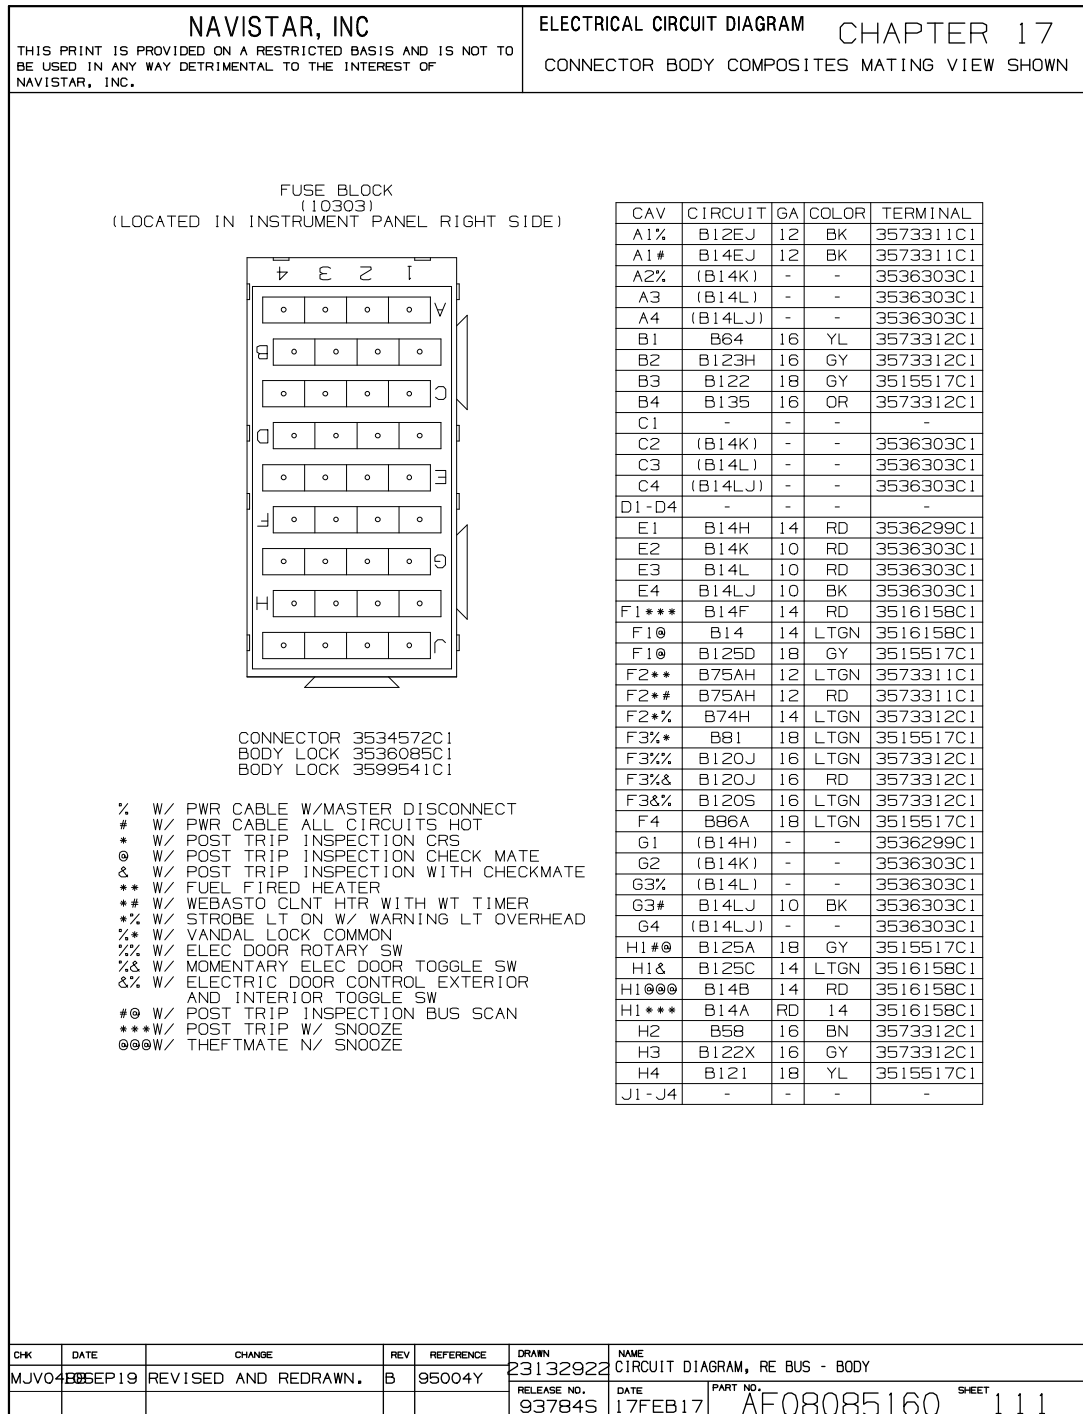 NAVISTAR, INC
THIS PRINT IS PROVIDED ON A RESTRICTED BASIS AND IS NOT TO
BE USED IN ANY WAY DETRIMENTAL TO THE INTEREST OF
NAVISTAR, INC.
ELECTRICAL CIRCUIT DIAGRAM CHAPTER 17
CONNECTOR BODY COMPOSITES MATING VIEW SHOWN
FUSE BLOCK
(10303)
(LOCATED IN INSTRUMENT PANEL RIGHT SIDE)
4 3 2 1
A
B
C
D
E
F
G
H
J
CONNECTOR 3534572C1
BODY LOCK 3536085C1
BODY LOCK 3599541C1
% W/ PWR CABLE W/MASTER DISCONNECT
# W/ PWR CABLE ALL CIRCUITS HOT
* W/ POST TRIP INSPECTION CRS
@ W/ POST TRIP INSPECTION CHECK MATE
& W/ POST TRIP INSPECTION WITH CHECKMATE
** W/ FUEL FIRED HEATER
*# W/ WEBASTO CLNT HTR WITH WT TIMER
*% W/ STROBE LT ON W/ WARNING LT OVERHEAD
%* W/ VANDAL LOCK COMMON
%% W/ ELEC DOOR ROTARY SW
%& W/ MOMENTARY ELEC DOOR TOGGLE SW
&% W/ ELECTRIC DOOR CONTROL EXTERIOR
AND INTERIOR TOGGLE SW
#@ W/ POST TRIP INSPECTION BUS SCAN
***W/ POST TRIP W/ SNOOZE
@@@W/ THEFTMATE N/ SNOOZE
CAV CIRCUIT GA COLOR TERMINAL
A1% B12EJ 12 BK 3573311C1
A1# B14EJ 12 BK 3573311C1
A2% (B14K) - - 3536303C1
A3 (B14L) - - 3536303C1
A4 (B14LJ) - - 3536303C1
B1 B64 16 YL 3573312C1
B2 B123H 16 GY 3573312C1
B3 B122 18 GY 3515517C1
B4 B135 16 OR 3573312C1
C1 - - - -
C2 (B14K) - - 3536303C1
C3 (B14L) - - 3536303C1
C4 (B14LJ) - - 3536303C1
D1-D4 - - - -
E1 B14H 14 RD 3536299C1
E2 B14K 10 RD 3536303C1
E3 B14L 10 RD 3536303C1
E4 B14LJ 10 BK 3536303C1
F1*** B14F 14 RD 3516158C1
F1@ B14 14 LTGN 3516158C1
F1@ B125D 18 GY 3515517C1
F2** B75AH 12 LTGN 3573311C1
F2*# B75AH 12 RD 3573311C1
F2*% B74H 14 LTGN 3573312C1
F3%* B81 18 LTGN 3515517C1
F3%% B120J 16 LTGN 3573312C1
F3%& B120J 16 RD 3573312C1
F3&% B120S 16 LTGN 3573312C1
F4 B86A 18 LTGN 3515517C1
G1 (B14H) - - 3536299C1
G2 (B14K) - - 3536303C1
G3% (B14L) - - 3536303C1
G3# B14LJ 10 BK 3536303C1
G4 (B14LJ) - - 3536303C1
H1#@ B125A 18 GY 3515517C1
H1& B125C 14 LTGN 3516158C1
H1@@@ B14B 14 RD 3516158C1
H1*** B14A RD 14 3516158C1
H2 B58 16 BN 3573312C1
H3 B122X 16 GY 3573312C1
H4 B121 18 YL 3515517C1
J1-J4 - - - -
CHK DATE CHANGE REV REFERENCE DRAWN NAME
23132922 CIRCUIT DIAGRAM, RE BUS - BODY
REVISED AND REDRAWN. B 95004Y
RELEASE NO. DATE PART NO. SHEET
93784S 17FEB17 AF08085160 111